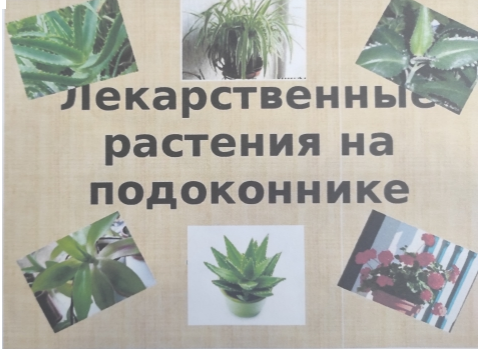 Лекарственные
растения на
подоконнике